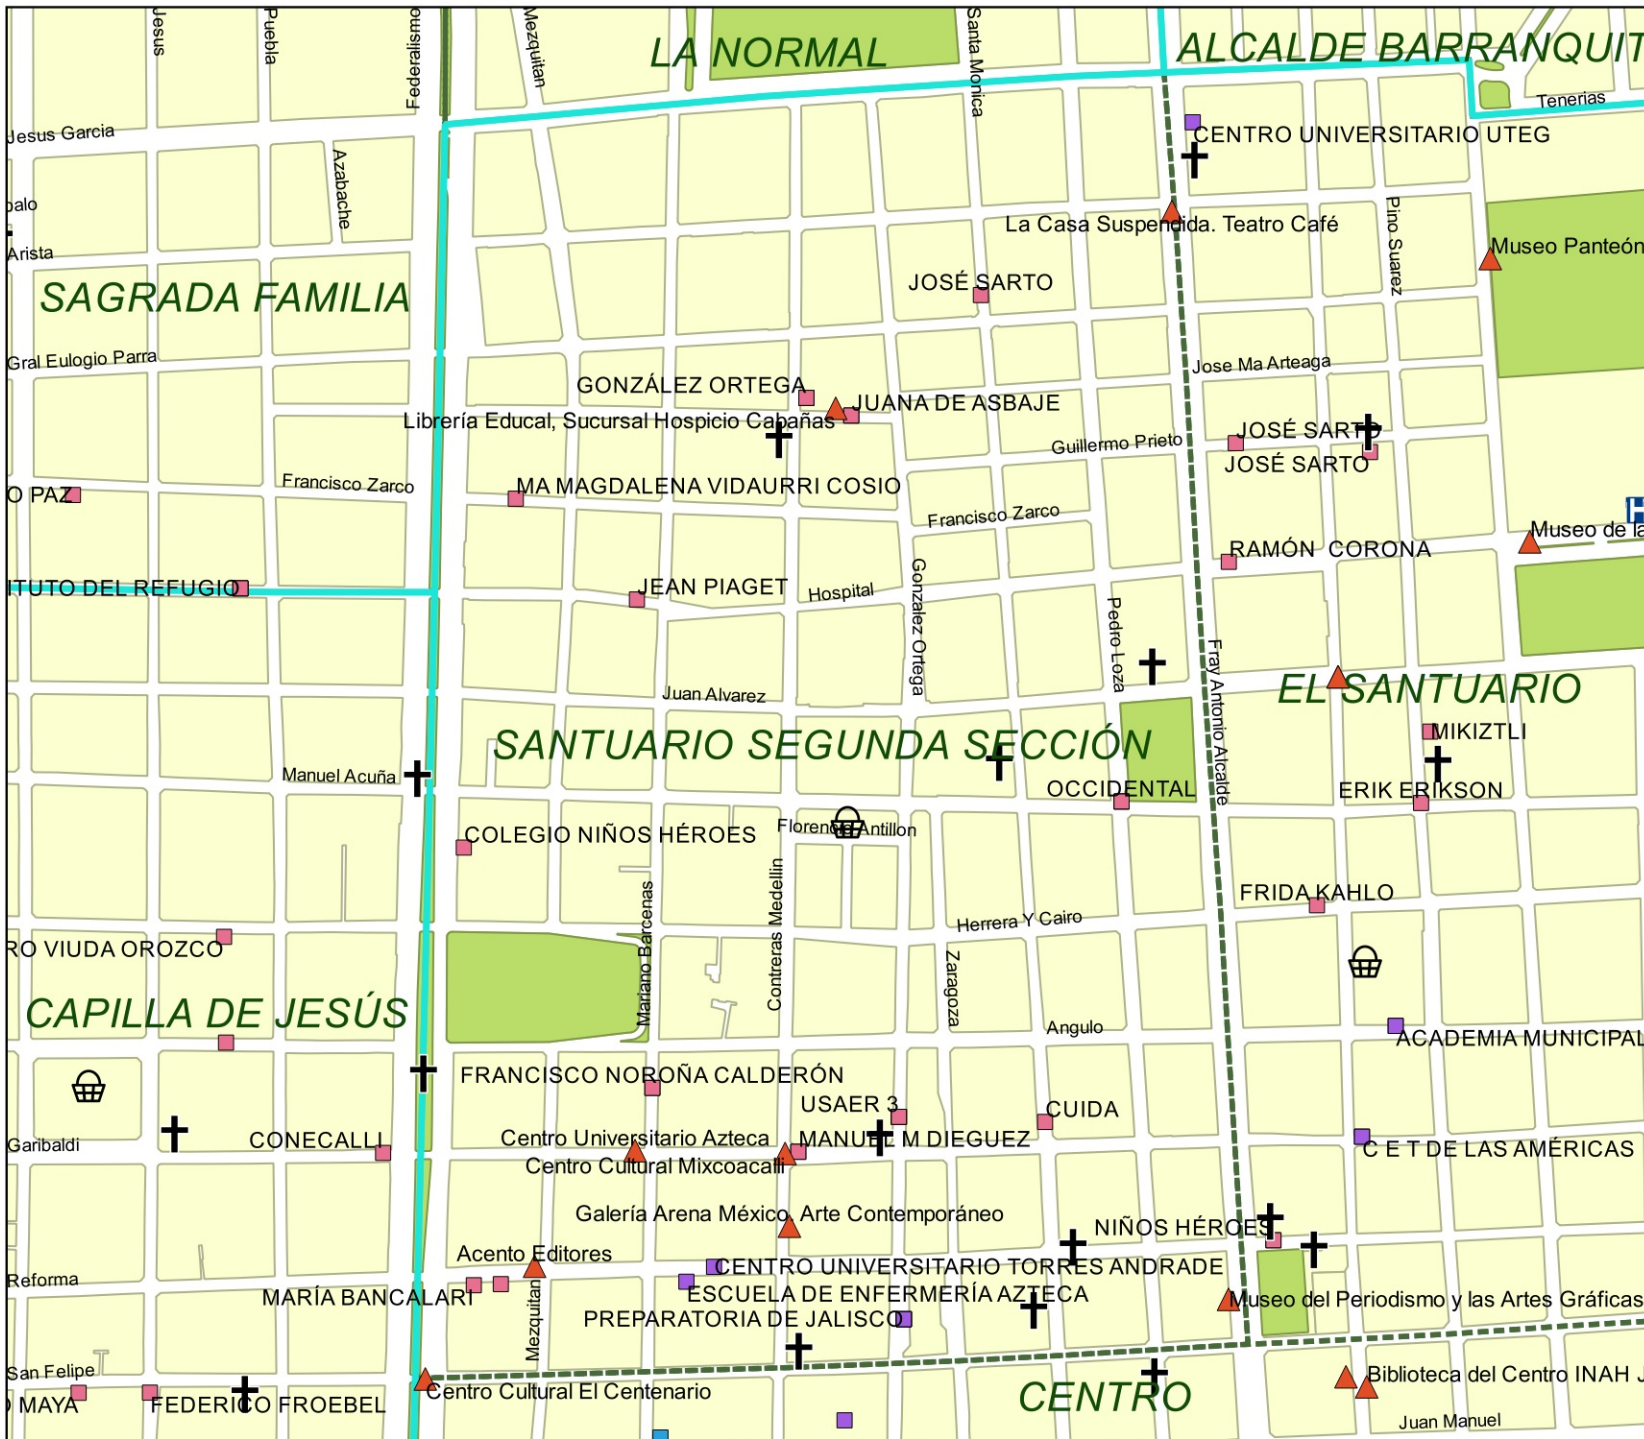 Jesus
Puebla
Federalismo
Mezquitan
LA NORMAL
Santa Monica
ALCALDE BARRANQUIT
Tenerias
Jesus Garcia
CENTRO UNIVERSITARIO UTEG
Azabache
palo
Arista
Pino Suarez
La Casa Suspendida. Teatro Café
Museo Panteón
SAGRADA FAMILIA
JOSÉ SARTO
Gral Eulogio Parra
Jose Ma Arteaga
GONZÁLEZ ORTEGA
JUANA DE ASBAJE
Librería Educal, Sucursal Hospicio Cabañas
JOSÉ SARTO
Guillermo Prieto
JOSÉ SARTO
Francisco Zarco
MA MAGDALENA VIDAURRI COSIO
O PAZ
Francisco Zarco
H
Museo de la
RAMÓN CORONA
ITUTO DEL REFUGIO
JEAN PIAGET
Hospital
Gonzalez Ortega
Pedro Loza
Fray Antonio Alcalde
Juan Alvarez
EL SANTUARIO
SANTUARIO SEGUNDA SECCIÓN
MIKIZTLI
Manuel Acuña
OCCIDENTAL
ERIK ERIKSON
COLEGIO NIÑOS HÉROES
Florencio Antillon
Mariano Barcenas
Contreras Medellin
FRIDA KAHLO
Herrera Y Cairo
RO VIUDA OROZCO
Zaragoza
CAPILLA DE JESÚS
Angulo
ACADEMIA MUNICIPAL
FRANCISCO NOROÑA CALDERÓN
USAER 3
CUIDA
Garibaldi
CONECALLI
Centro Universitario Azteca
MANUEL M DIEGUEZ
C E T DE LAS AMÉRICAS
Centro Cultural Mixcoacalli
Galería Arena México, Arte Contemporáneo
NIÑOS HÉROES
Acento Editores
CENTRO UNIVERSITARIO TORRES ANDRADE
Reforma
MARÍA BANCALARI
ESCUELA DE ENFERMERÍA AZTECA
Museo del Periodismo y las Artes Gráficas
Mezquitan
PREPARATORIA DE JALISCO
San Felipe
Centro Cultural El Centenario
CENTRO
Biblioteca del Centro INAH J
O MAYA
FEDERICO FROEBEL
Juan Manuel